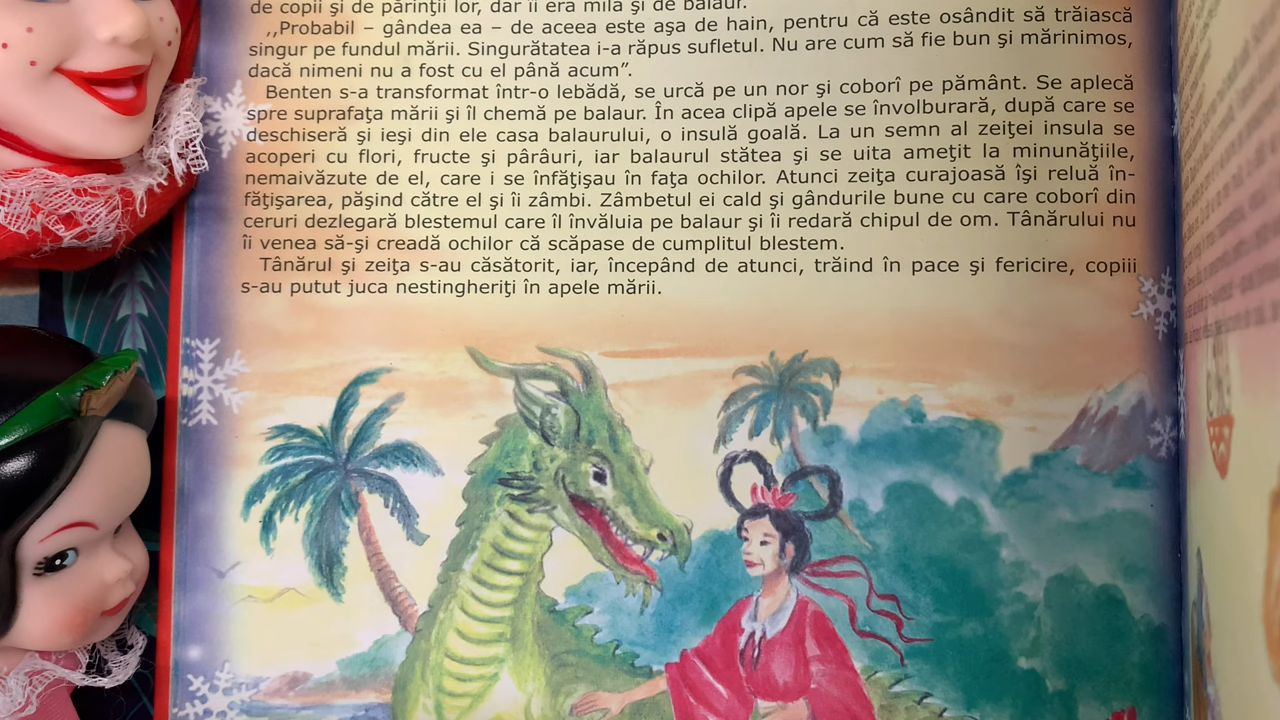 de copii şi de părinţii lor, dar îi era milă şi de balaur.
,,Probabil – gândea ea – de aceea este aşa de hain, pentru că este osândit să trăiască
singur pe fundul mării. Singurătatea i-a răpus sufletul. Nu are cum să fie bun şi mărinimos,
dacă nimeni nu a fost cu el până acum”.
Benten s-a transformat într-o lebădă, se urcă pe un nor şi coborî pe pământ. Se aplecă
spre suprafaţa mării şi îl chemă pe balaur. În acea clipă apele se învolburară, după care se
deschiseră şi ieşi din ele casa balaurului, o insulă goală. La un semn al zeiţei insula se
acoperi cu flori, fructe şi pârâuri, iar balaurul stătea şi se uita ameţit la minunăţiile,
nemaivăzute de el, care i se înfăţişau în faţa ochilor. Atunci zeiţa curajoasă îşi reluă în-
făţişarea, păşind către el şi îi zâmbi. Zâmbetul ei cald şi gândurile bune cu care coborî din
ceruri dezlegară blestemul care îl învăluia pe balaur şi îi redară chipul de om. Tânărului nu
îi venea să-şi creadă ochilor că scăpase de cumplitul blestem.
Tânărul şi zeiţa s-au căsătorit, iar, începând de atunci, trăind în pace şi fericire, copiii
s-au putut juca nestingheriţi în apele mării.